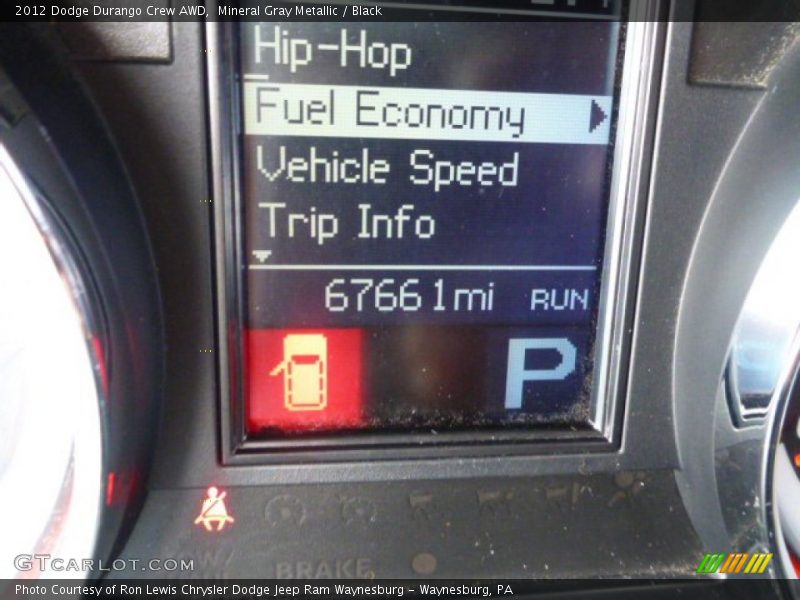 2012 Dodge Durango Crew AWD, Mineral Gray Metallic / Black
Hip-Hop
Fuel Economy
Vehicle Speed
Trip Info
67661mi RUN
P
BRAKE
GTCARLOT.COM
Photo Courtesy of Ron Lewis Chrysler Dodge Jeep Ram Waynesburg - Waynesburg, PA